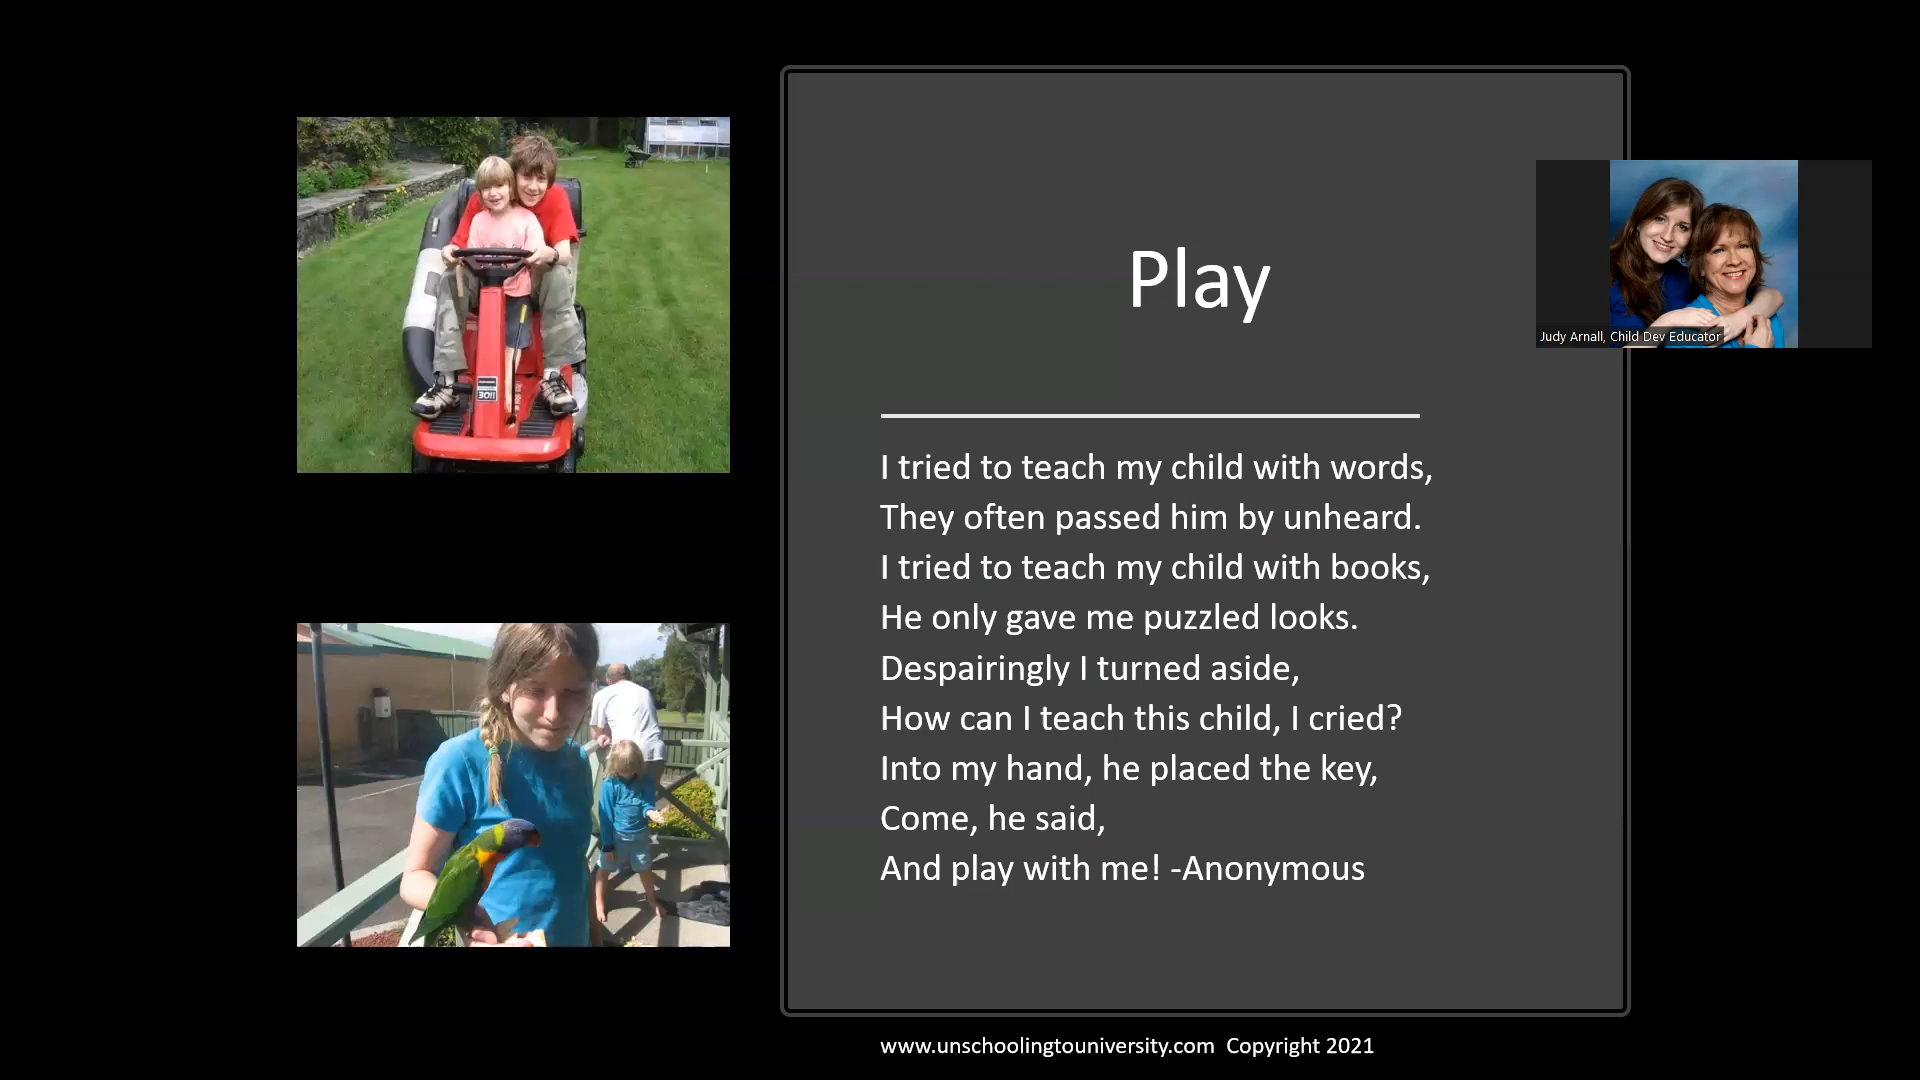 Play
Judy Arnall, Child Dev Educator
I tried to teach my child with words,
They often passed him by unheard.
I tried to teach my child with books,
He only gave me puzzled looks.
Despairingly I turned aside,
How can I teach this child, I cried?
Into my hand, he placed the key,
Come, he said,
And play with me! -Anonymous
www.unschoolingtouniversity.com  Copyright 2021